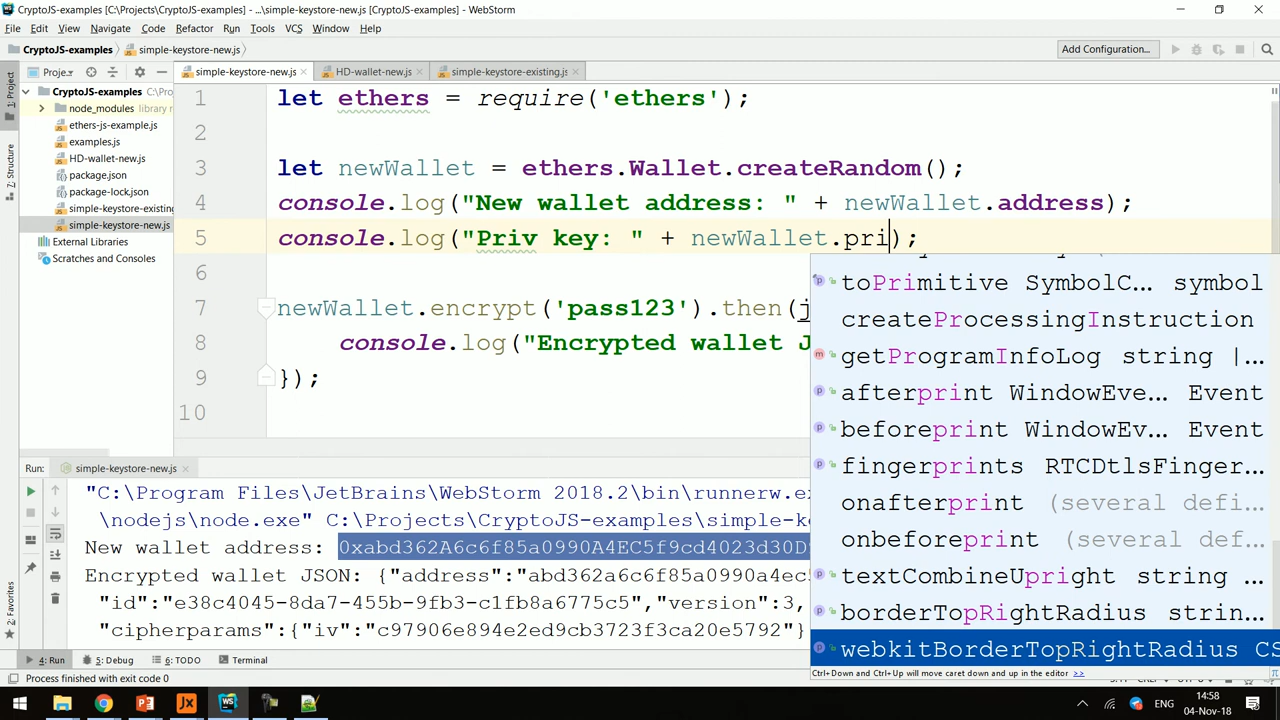 CryptoJS-examples [C:\Projects\CryptoJS-examples] - ...\simple-keystore-new.js [CryptoJS-examples] - WebStorm
File Edit View Navigate Code Refactor Run Tools VCS Window Help
CryptoJS-examples simple-keystore-new.js Add Configuration...
1: Project
Z: Structure
2: Favorites
Proje..
CryptoJS-examples C:\Pro
node_modules library r
ethers-js-example.js
examples.js
HD-wallet-new.js
package.json
package-lock.json
simple-keystore-existing
simple-keystore-new.js
External Libraries
Scratches and Consoles
simple-keystore-new.js HD-wallet-new.js simple-keystore-existing.js
1 let ethers = require('ethers');
2
3 let newWallet = ethers.Wallet.createRandom();
4 console.log("New wallet address: " + newWallet.address);
5 console.log("Priv key: " + newWallet.pri);
6
7 newWallet.encrypt('pass123').then(j
8 console.log("Encrypted wallet J
9 });
10
toPrimitive SymbolC... symbol
createProcessingInstruction
getProgramInfoLog string |...
afterprint WindowEve... Event
beforeprint WindowEv... Event
fingerprints RTCDtlsFinger...
onafterprint (several defi...
onbeforeprint (several def...
textCombineUpright string ...
borderTopRightRadius strin...
webkitBorderTopRightRadius CS
Ctrl+Down and Ctrl+Up will move caret down and up in the editor >>
Run: simple-keystore-new.js
"C:\Program Files\JetBrains\WebStorm 2018.2\bin\runnerw.ex
\nodejs\node.exe" C:\Projects\CryptoJS-examples\simple-ke
New wallet address: 0xabd362A6c6f85a0990A4EC5f9cd4023d30D
Encrypted wallet JSON: {"address":"abd362a6c6f85a0990a4ec5
"id":"e38c4045-8da7-455b-9fb3-c1fb8a6775c5","version":3,
"cipherparams":{"iv":"c97906e894e2ed9cb3723f3ca20e5792"}
4: Run 5: Debug 6: TODO Terminal
Process finished with exit code 0
ENG
14:58
04-Nov-18